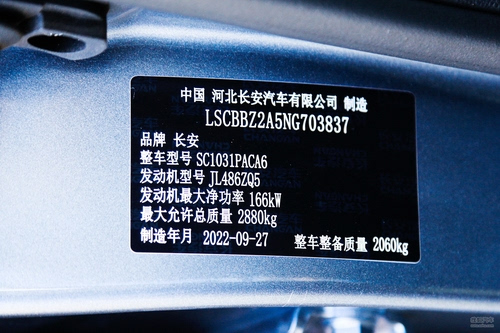 中国 河北长安汽车有限公司 制造
LSCBBZ2A5NG703837
品牌 长安
整车型号 SC1031PACA6
发动机型号 JL486ZQ5
发动机最大净功率 166kW
最大允许总质量 2880kg
制造年月 2022-09-27 整车整备质量 2060kg